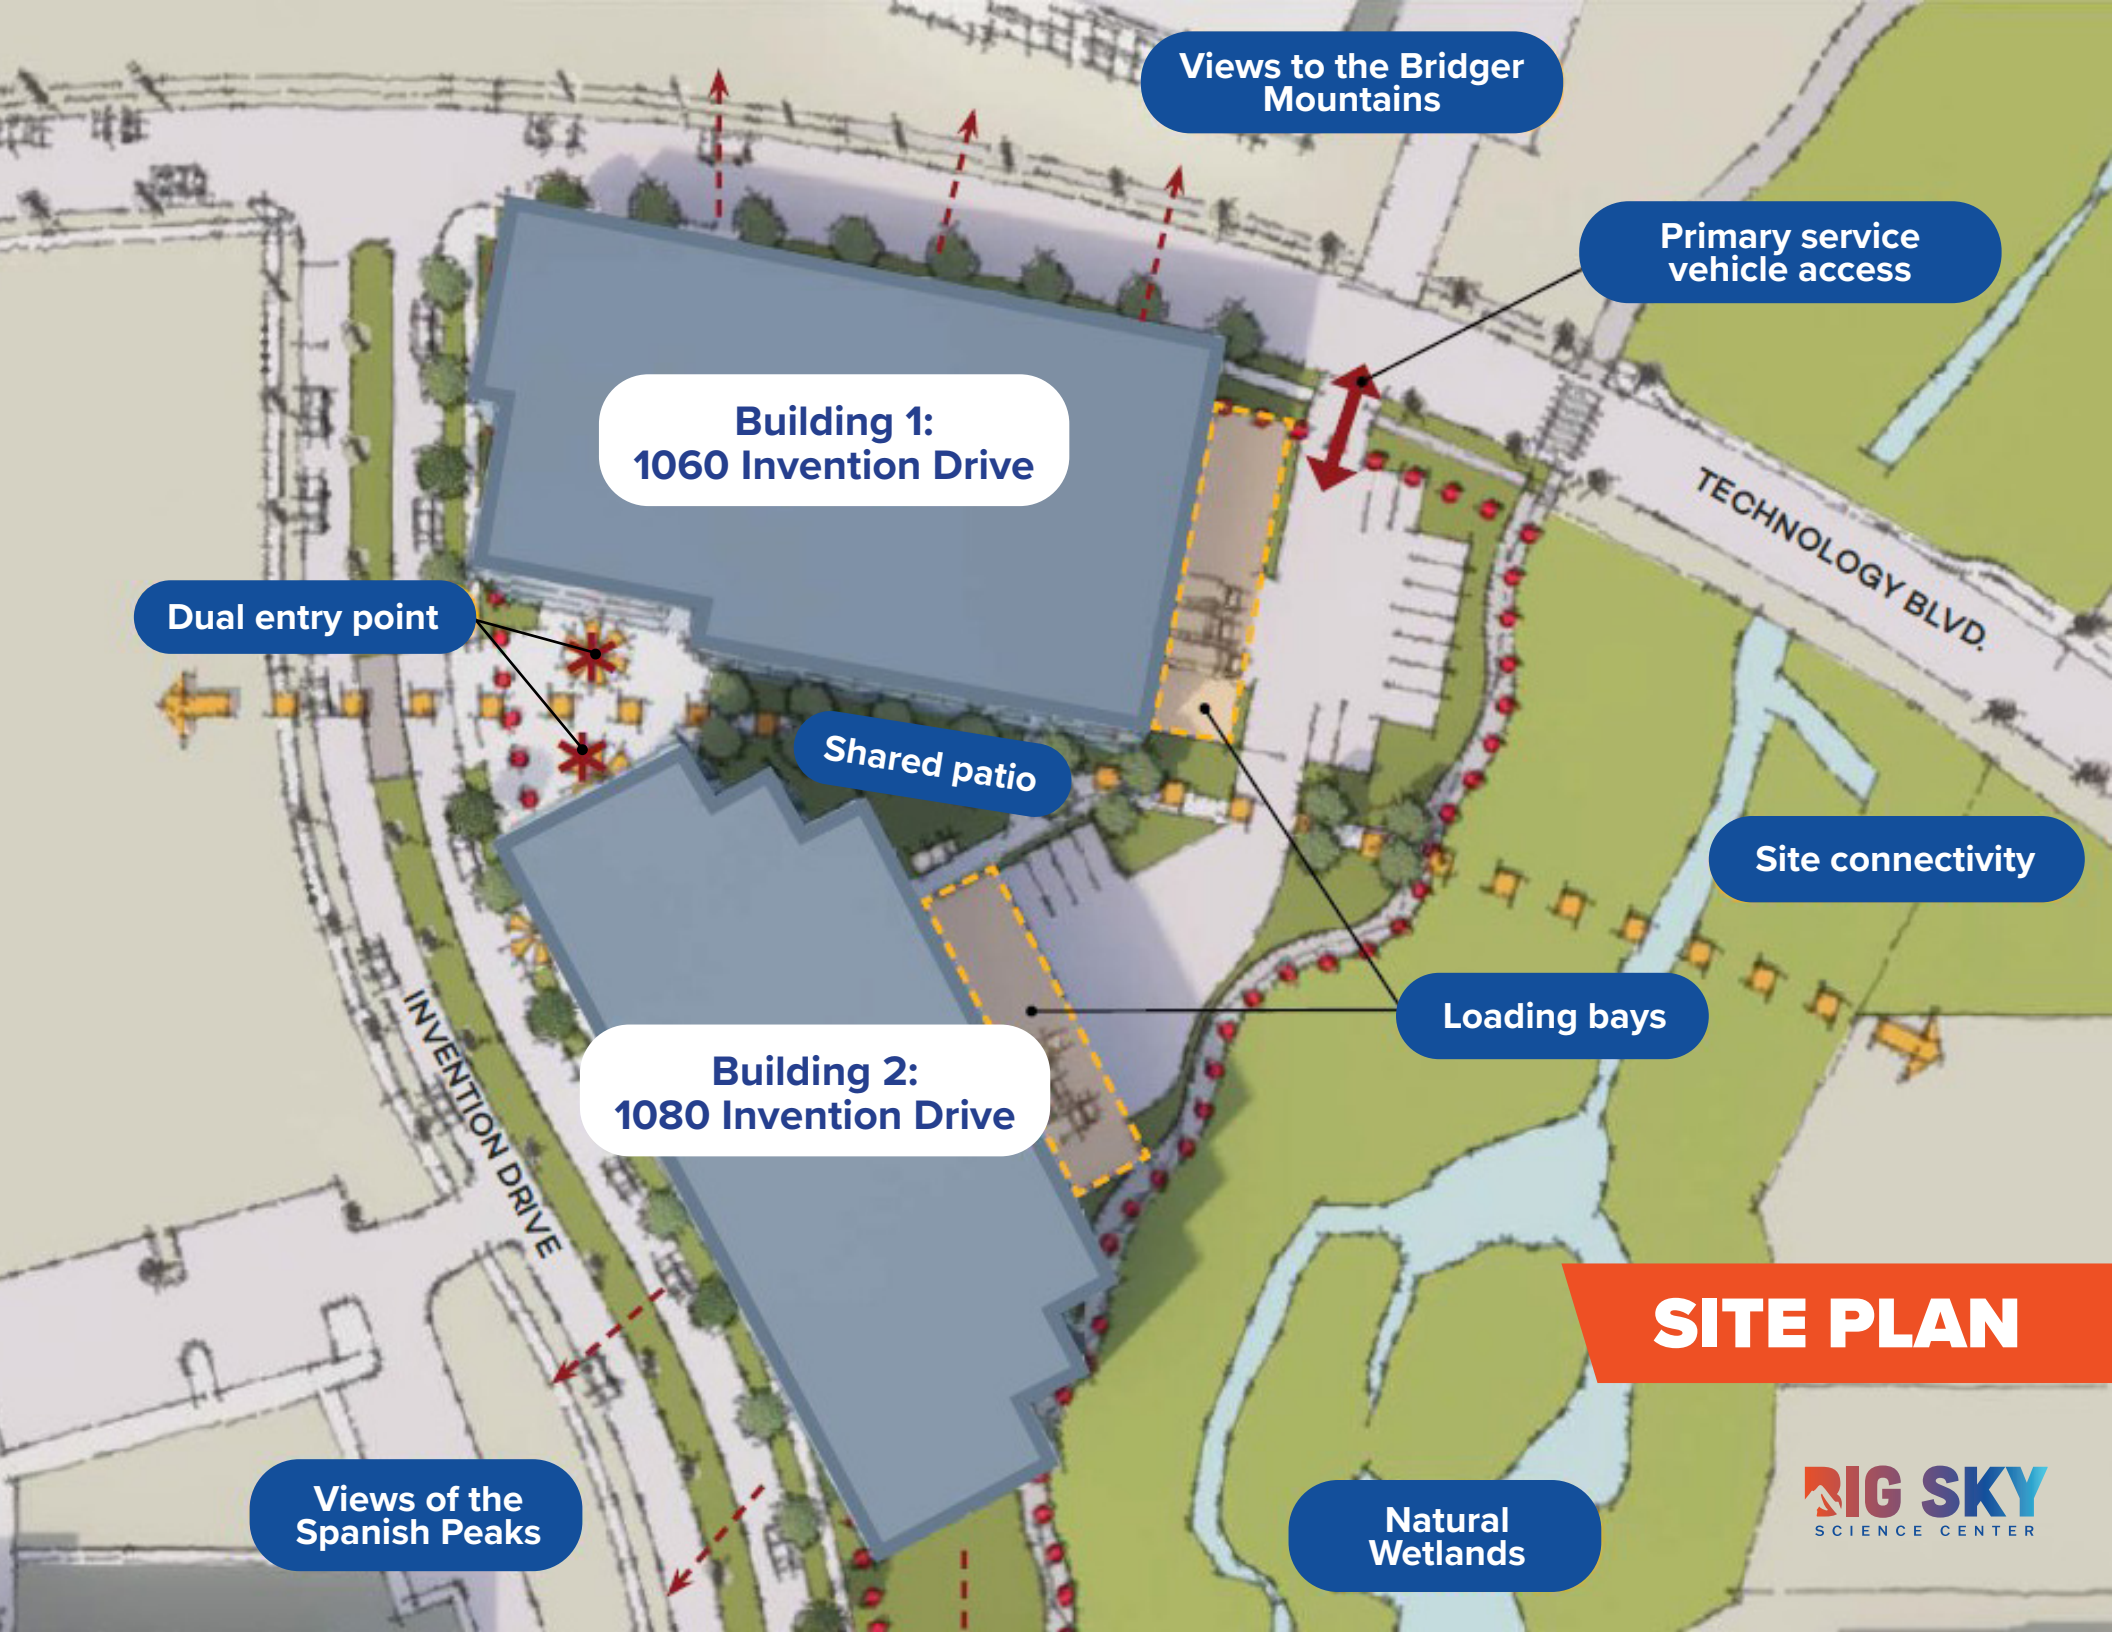 Views to the Bridger
Mountains
Primary service
vehicle access
Building 1:
1060 Invention Drive
TECHNOLOGY BLVD.
Dual entry point
Shared patio
Site connectivity
Loading bays
INVENTION DRIVE
Building 2:
1080 Invention Drive
SITE PLAN
Views of the
Spanish Peaks
Natural
Wetlands
BIG SKY
SCIENCE CENTER